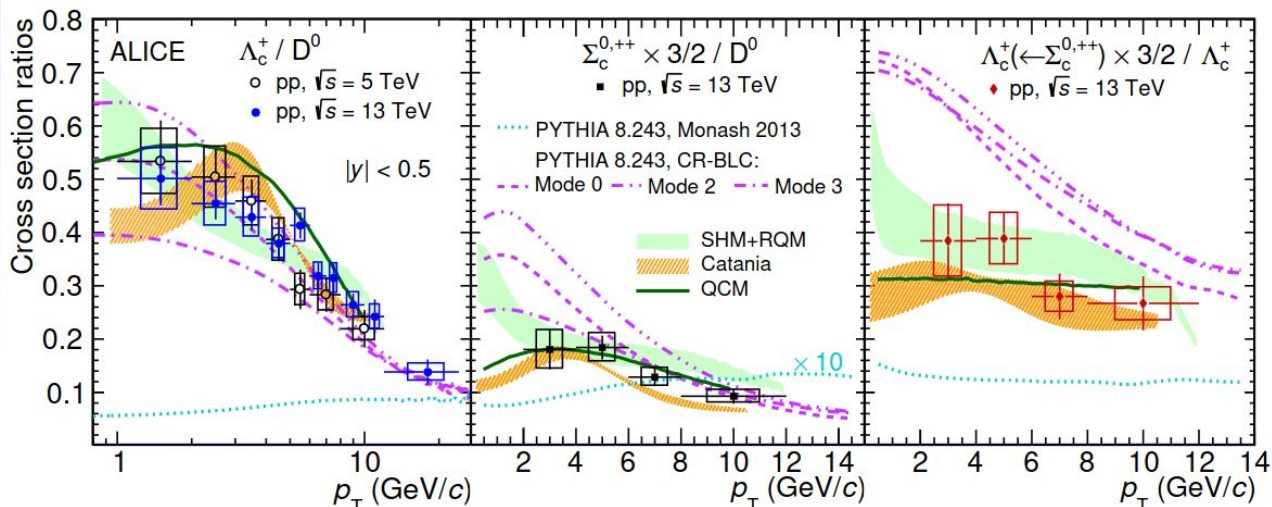 0.8
0.7
0.6
0.5
0.4
0.3
0.2
0.1
Cross section ratios
ALICE
Λc+ / D0
pp, √s = 5 TeV
pp, √s = 13 TeV
|y| < 0.5
1
10
pT (GeV/c)
Σc0,++ × 3/2 / D0
pp, √s = 13 TeV
PYTHIA 8.243, Monash 2013
PYTHIA 8.243, CR-BLC:
Mode 0 Mode 2 Mode 3
SHM+RQM
Catania
QCM
× 10
2 4 6 8 10 12 14
pT (GeV/c)
Λc+(←Σc0,++) × 3/2 / Λc+
pp, √s = 13 TeV
2 4 6 8 10 12 14
pT (GeV/c)